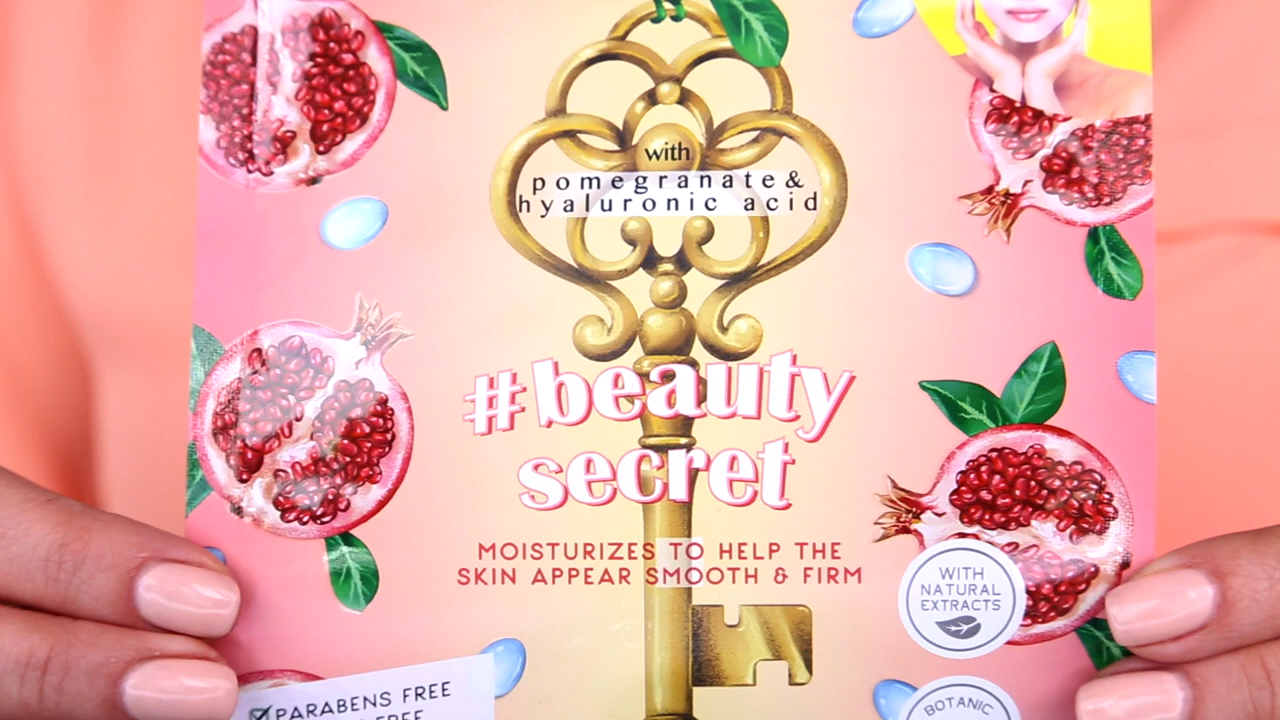 with
pomegranate &
hyaluronic acid
#beauty
secret
MOISTURIZES TO HELP THE
SKIN APPEAR SMOOTH & FIRM
WITH
NATURAL
EXTRACTS
PARABENS FREE
FREE
BOTANIC